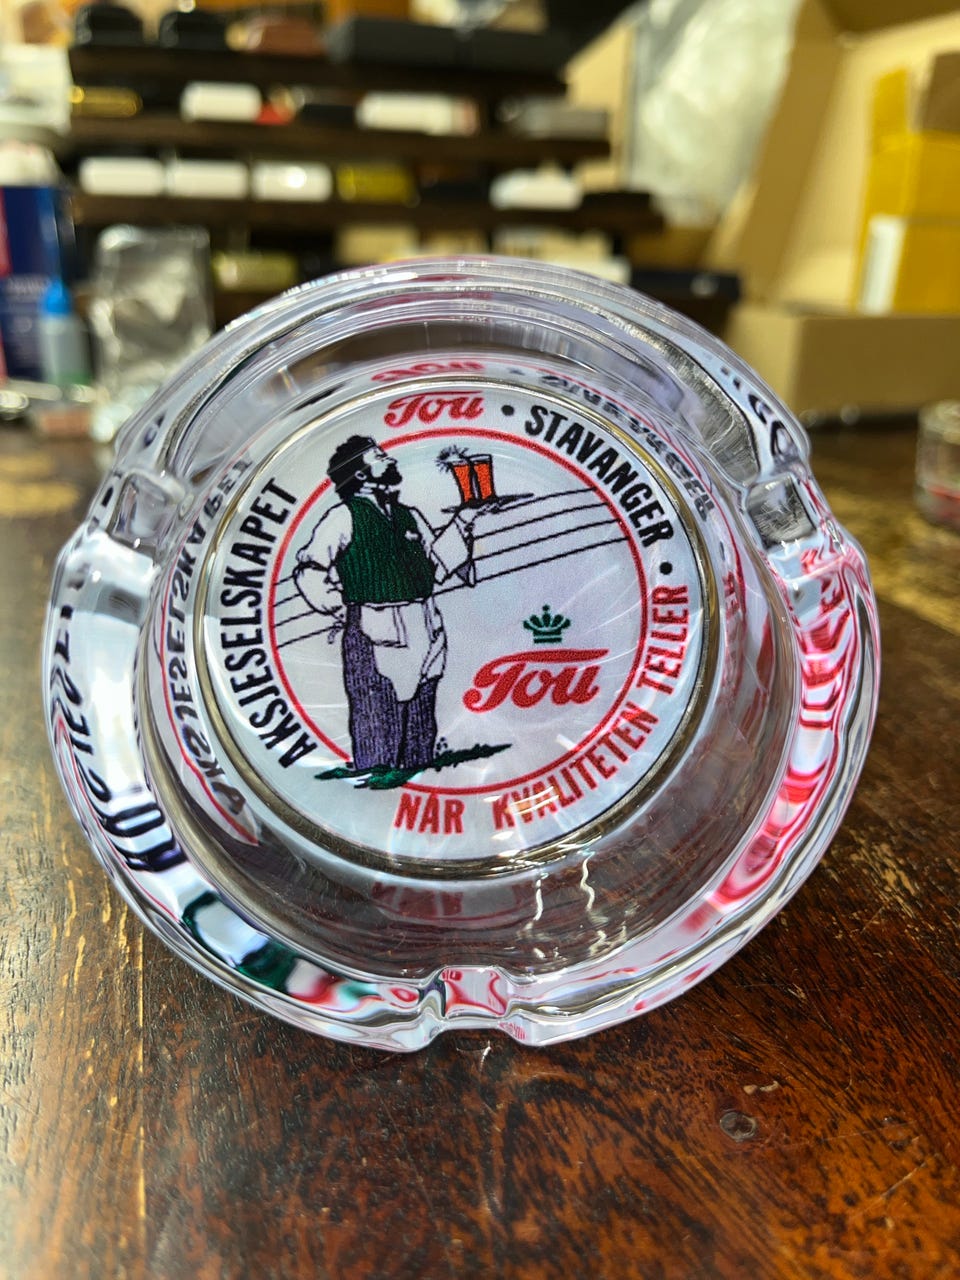 AKSJESELSKAPET Tou • STAVANGER •
NÅR KVALITETEN TELLER
Tou